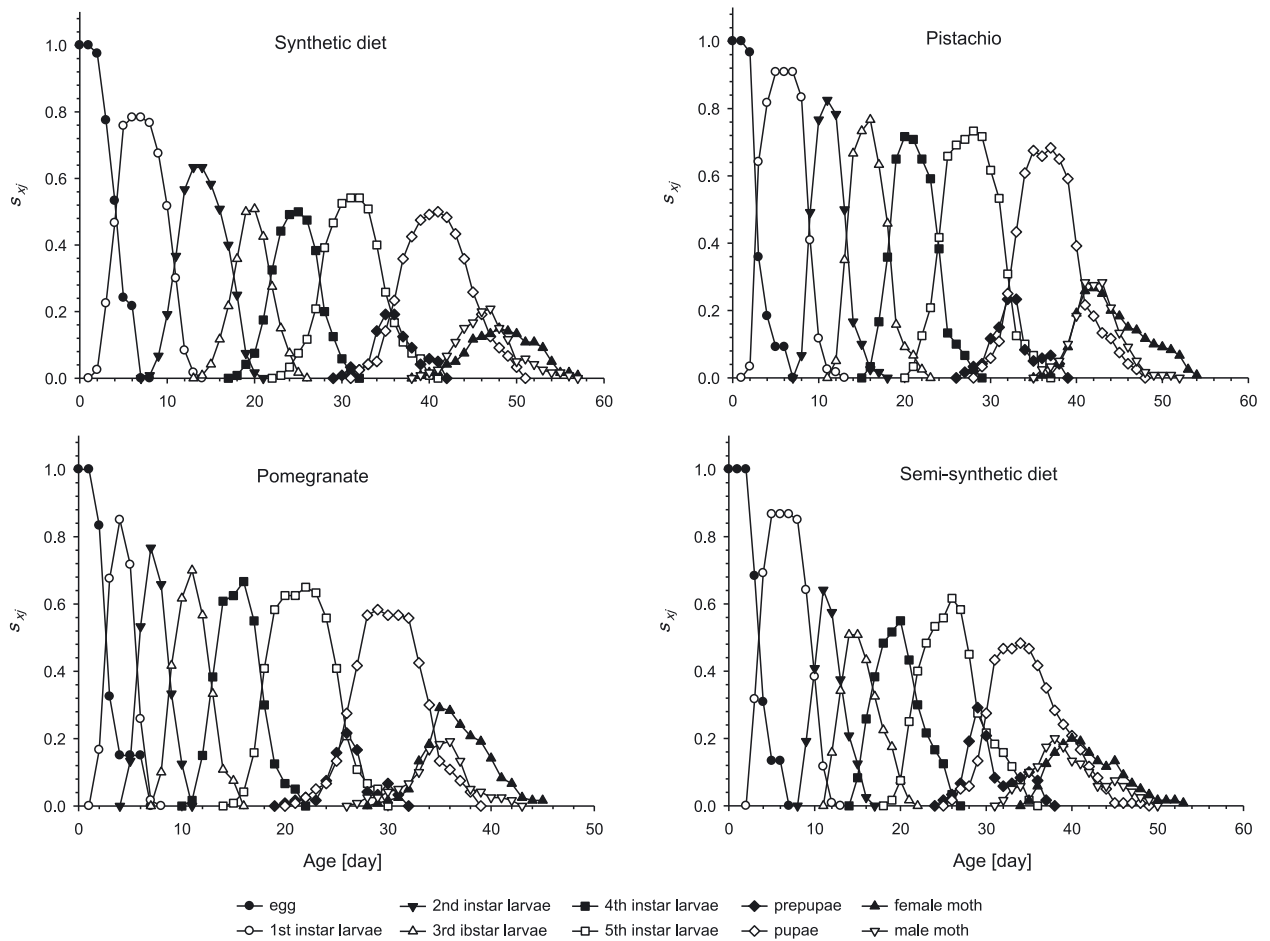 Synthetic diet
1.0
0.8
0.6
0.4
0.2
0.0
s xj
0 10 20 30 40 50 60
Pistachio
1.0
0.8
0.6
0.4
0.2
0.0
s xj
0 10 20 30 40 50 60
Pomegranate
1.0
0.8
0.6
0.4
0.2
0.0
s xj
0 10 20 30 40 50
Age [day]
Semi-synthetic diet
1.0
0.8
0.6
0.4
0.2
0.0
s xj
0 10 20 30 40 50 60
Age [day]
egg 2nd instar larvae 4th instar larvae prepupae female moth
1st instar larvae 3rd ibstar larvae 5th instar larvae pupae male moth